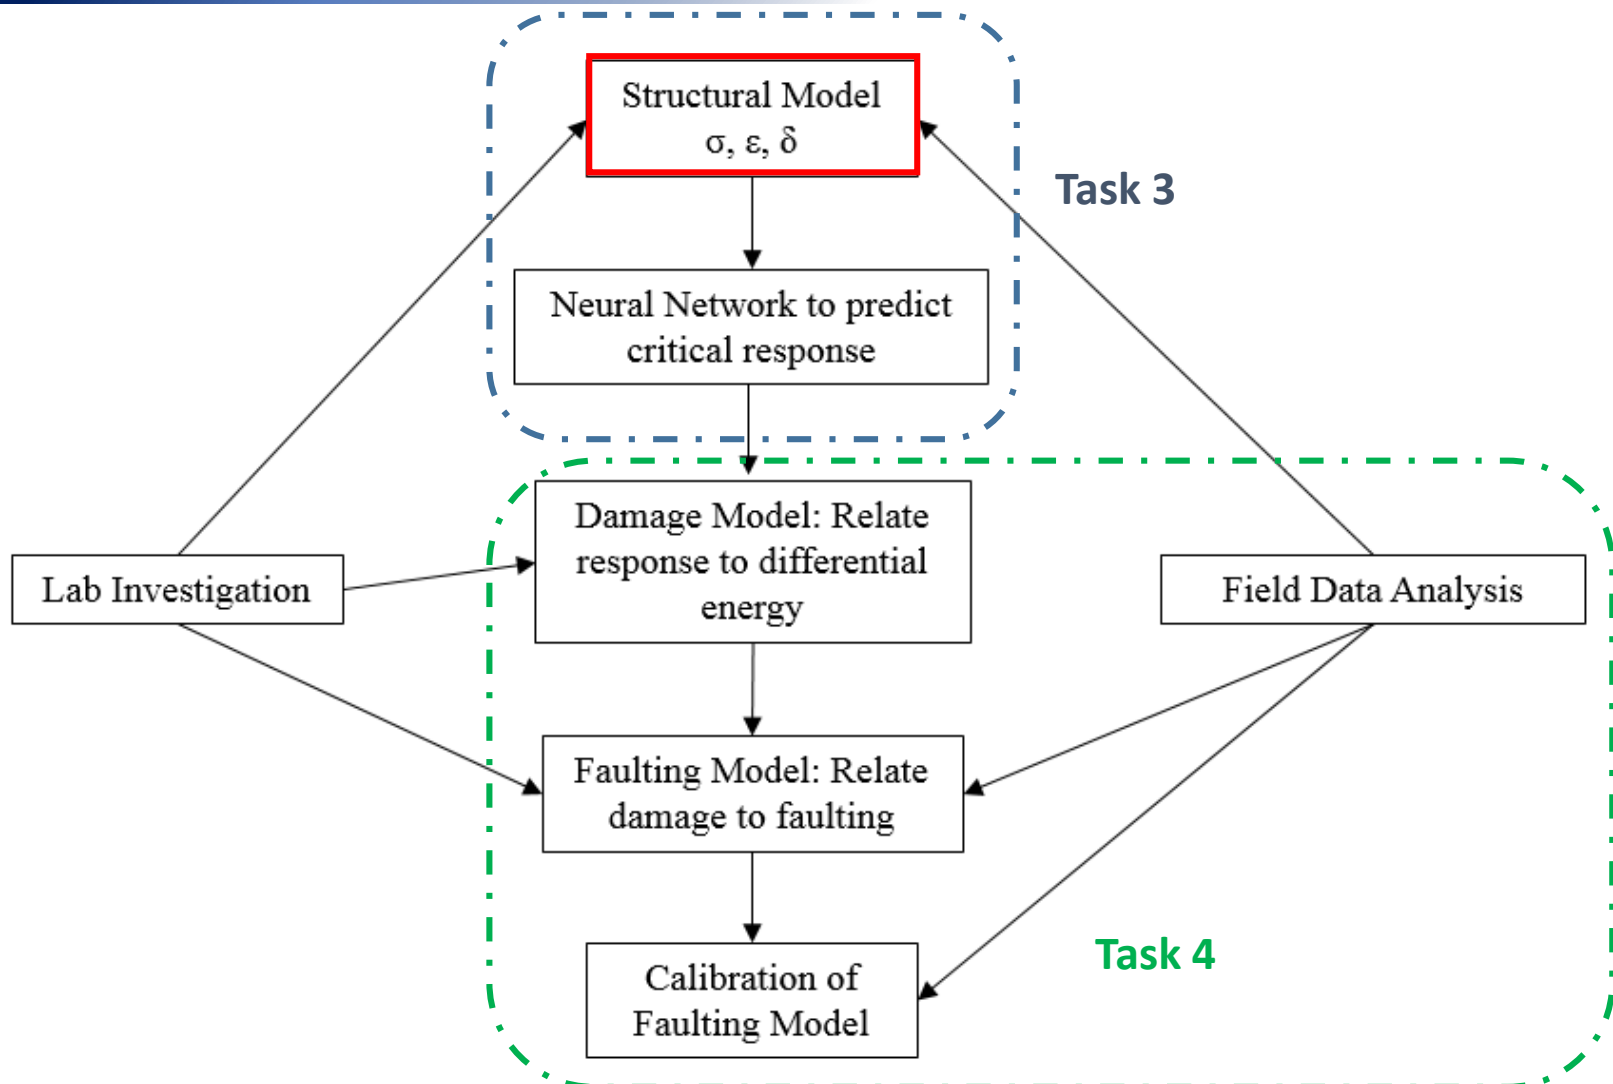 Structural Model
σ, ε, δ
Task 3
Neural Network to predict
critical response
Damage Model: Relate
response to differential
energy
Lab Investigation
Field Data Analysis
Faulting Model: Relate
damage to faulting
Task 4
Calibration of
Faulting Model